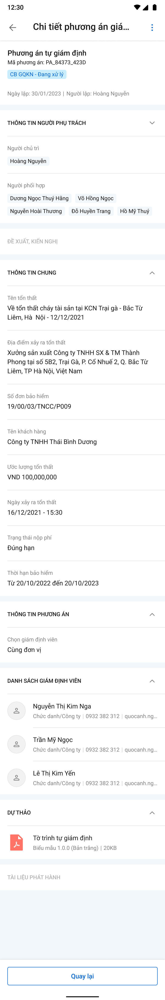 12:30
Chi tiết phương án giá...
Phương án tự giám định
Mã phương án: PA_84373_423D
CB GQKN - Đang xử lý
Ngày lập: 30/01/2023 | Người lập: Hoàng Nguyễn
THÔNG TIN NGƯỜI PHỤ TRÁCH
Người chủ trì
Hoàng Nguyễn
Người phối hợp
Dương Ngọc Thuý Hằng Võ Hồng Ngọc
Nguyễn Hoài Thương Đỗ Huyền Trang Hồ Mỹ Thuý
ĐỀ XUẤT, KIẾN NGHỊ
THÔNG TIN CHUNG
Tên tổn thất
Về tổn thất cháy tài sản tại KCN Trại gà - Bắc Từ
Liêm, Hà  Nội - 12/12/2021
Địa điểm xảy ra tổn thất
Xưởng sản xuất Công ty TNHH SX & TM Thành
Phong tại số 5B2, Trại Gà, P. Cổ Nhuế 2, Q. Bắc Từ
Liêm, TP Hà Nội, Việt Nam
Số đơn bảo hiểm
19/00/03/TNCC/P009
Tên khách hàng
Công ty TNHH Thái Bình Dương
Ước lượng tổn thất
VND 100,000,000
Ngày xảy ra tổn thất
16/12/2021 - 15:30
Trạng thái nộp phí
Đúng hạn
Thời hạn bảo hiểm
Từ 20/10/2022 đến 20/10/2023
THÔNG TIN PHƯƠNG ÁN
Chọn giám định viên
Cùng đơn vị
DANH SÁCH GIÁM ĐỊNH VIÊN
Nguyễn Thị Kim Nga
Chức danh/Công ty | 0932 382 312 | quocanh.ng...
Trần Mỹ Ngọc
Chức danh/Công ty | 0932 382 312 | quocanh.ng...
Lê Thị Kim Yến
Chức danh/Công ty | 0932 382 312 | quocanh.ng...
DỰ THẢO
Tờ trình tự giám định
Biểu mẫu 1.0.0 (Bản trắng) | 20KB
TÀI LIỆU PHÁT HÀNH
Quay lại